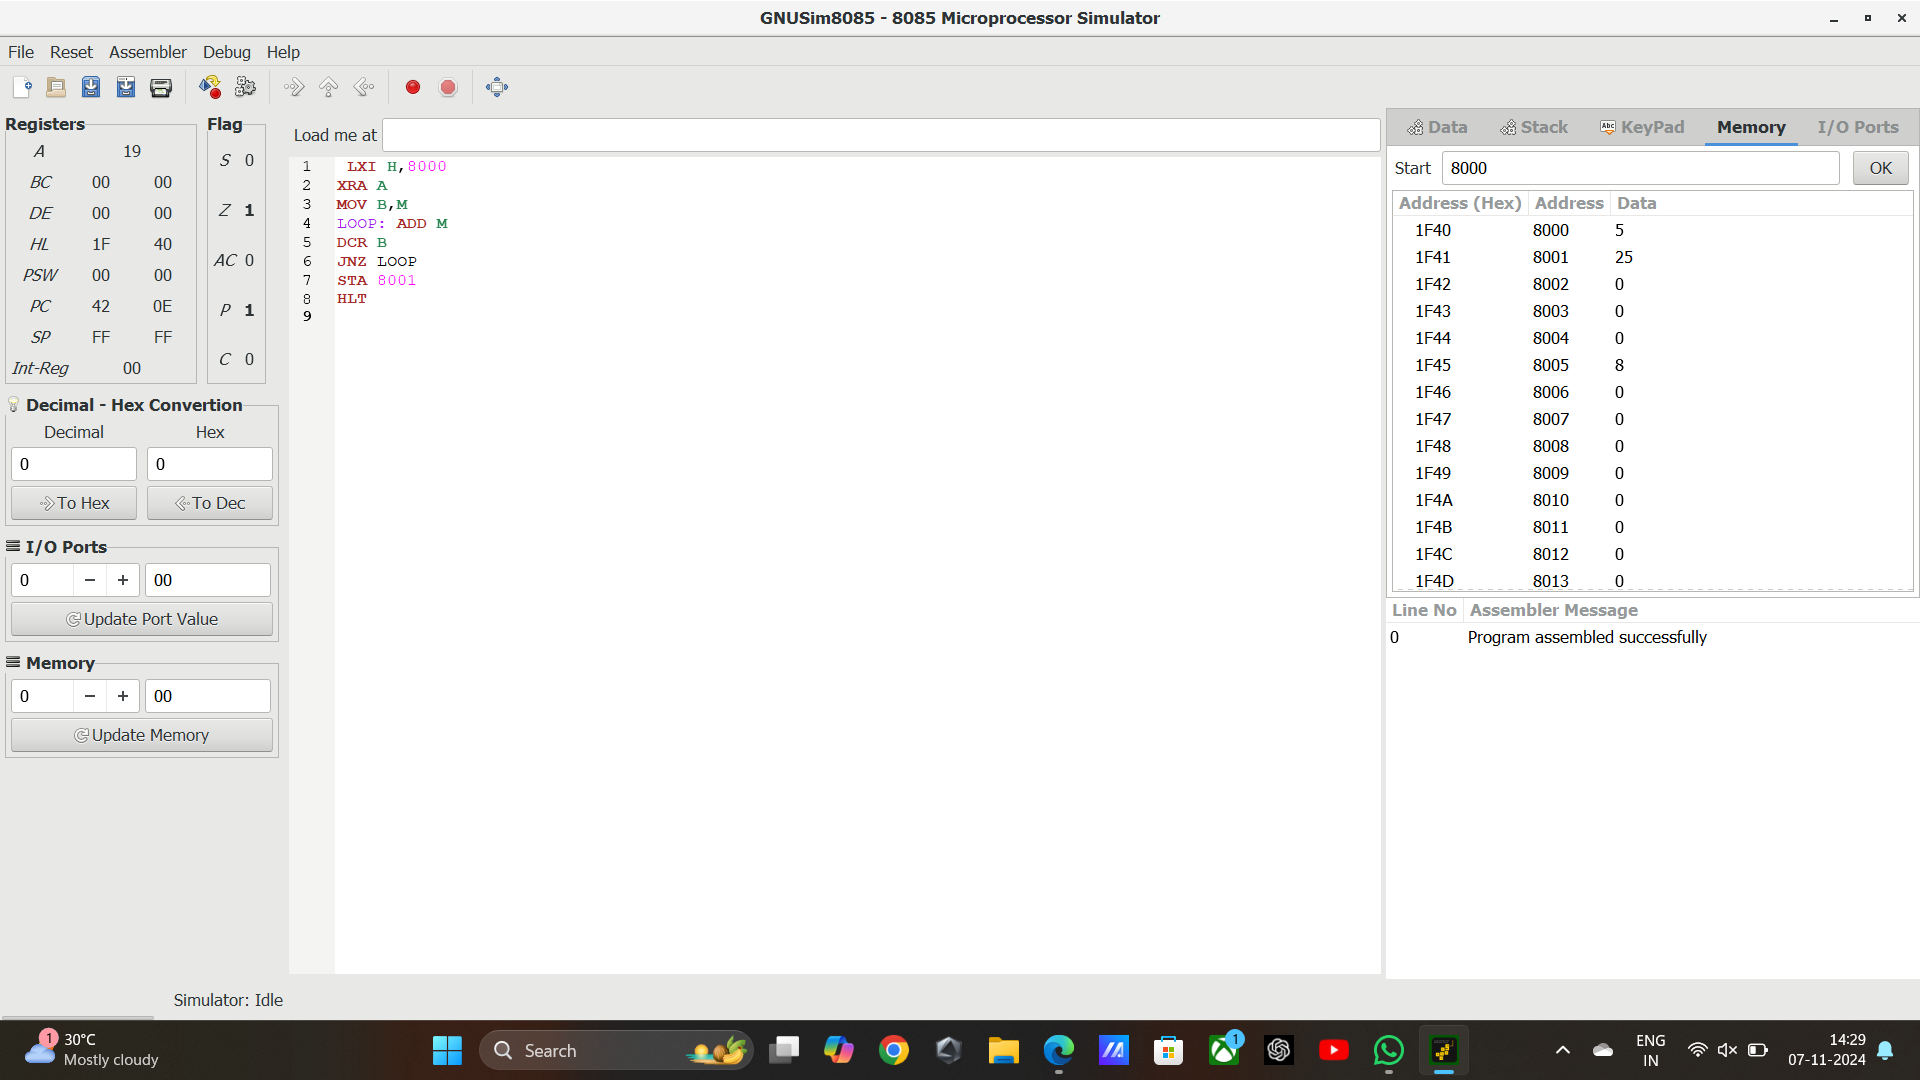 GNUSim8085 - 8085 Microprocessor Simulator
File Reset Assembler Debug Help
Registers
A 19
BC 00 00
DE 00 00
HL 1F 40
PSW 00 00
PC 42 0E
SP FF FF
Int-Reg 00
Flag
S 0
Z 1
AC 0
P 1
C 0
Decimal - Hex Convertion
Decimal Hex
0 0
To Hex To Dec
I/O Ports
0 − + 00
Update Port Value
Memory
0 − + 00
Update Memory
Load me at
1 LXI H,8000
2 XRA A
3 MOV B,M
4 LOOP: ADD M
5 DCR B
6 JNZ LOOP
7 STA 8001
8 HLT
9
Data Stack Abc KeyPad Memory I/O Ports
Start 8000 OK
Address (Hex) Address Data
1F40 8000 5
1F41 8001 25
1F42 8002 0
1F43 8003 0
1F44 8004 0
1F45 8005 8
1F46 8006 0
1F47 8007 0
1F48 8008 0
1F49 8009 0
1F4A 8010 0
1F4B 8011 0
1F4C 8012 0
1F4D 8013 0
Line No Assembler Message
0 Program assembled successfully
Simulator: Idle
1 30°C
Mostly cloudy
Search
1
ENG
IN
14:29
07-11-2024